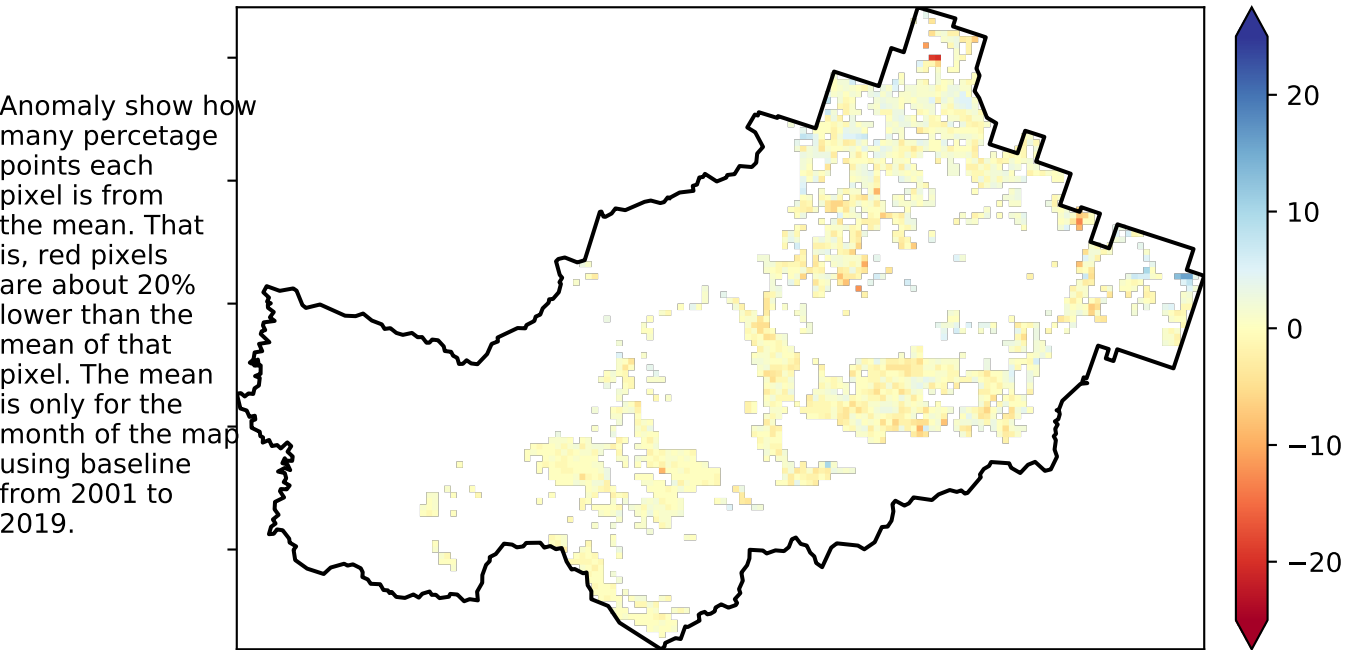 Anomaly show how
many percetage
points each
pixel is from
the mean. That
is, red pixels
are about 20%
lower than the
mean of that
pixel. The mean
is only for the
month of the map
using baseline
from 2001 to
2019.
20
10
0
−10
−20